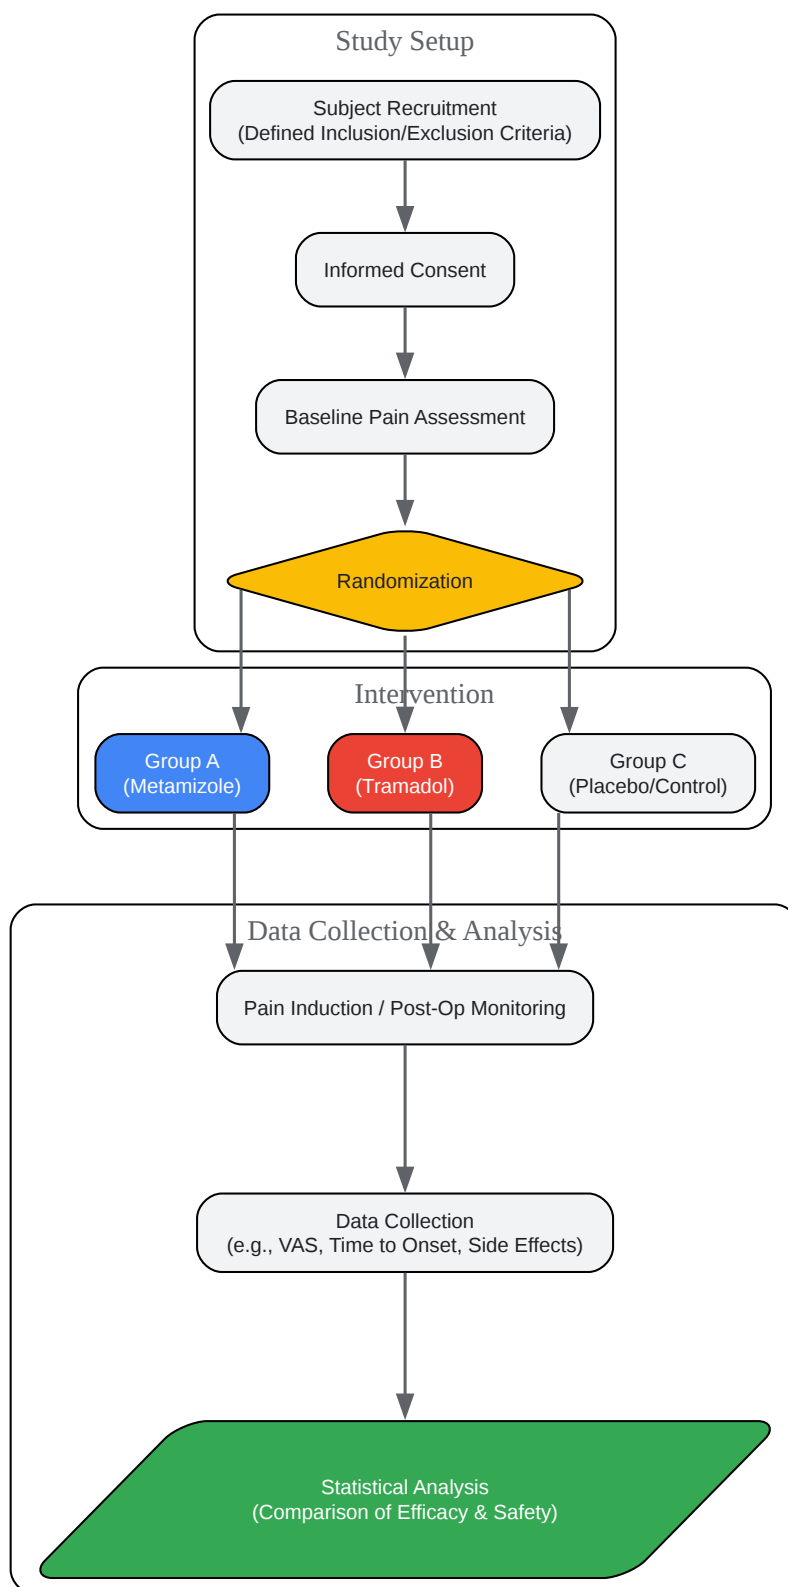 Study Setup
Subject Recruitment
(Defined Inclusion/Exclusion Criteria)
Informed Consent
Baseline Pain Assessment
Randomization
Intervention
Group A
(Metamizole)
Group B
(Tramadol)
Group C
(Placebo/Control)
Data Collection & Analysis
Pain Induction / Post-Op Monitoring
Data Collection
(e.g., VAS, Time to Onset, Side Effects)
Statistical Analysis
(Comparison of Efficacy & Safety)